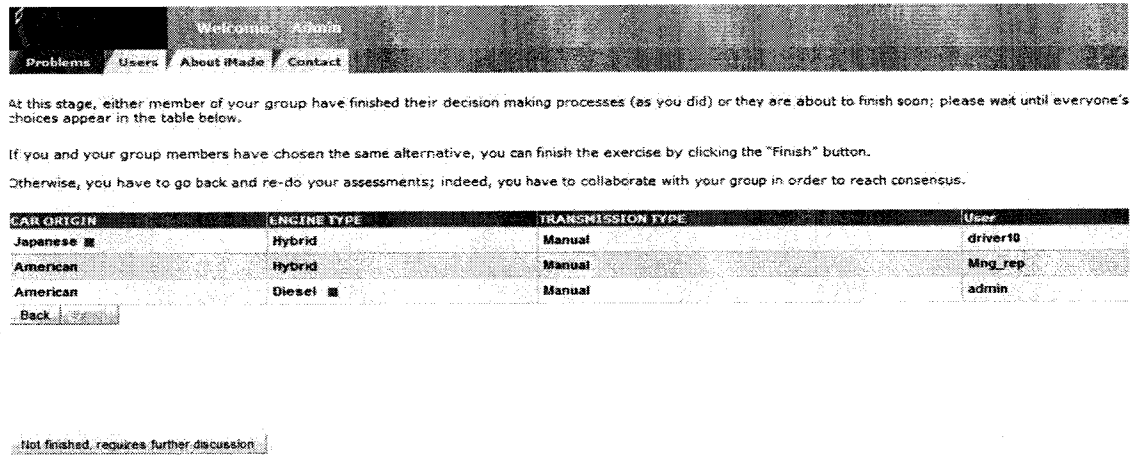 Welcome, Admin
Problems Users About iMade Contact
At this stage, either member of your group have finished their decision making processes (as you did) or they are about to finish soon; please wait until everyone's
choices appear in the table below.
If you and your group members have chosen the same alternative, you can finish the exercise by clicking the "Finish" button.
Otherwise, you have to go back and re-do your assessments; indeed, you have to collaborate with your group in order to reach consensus.
CAR ORIGIN ENGINE TYPE TRANSMISSION TYPE User
Japanese Hybrid Manual driver10
American Hybrid Manual Mng_rep
American Diesel Manual admin
Back
Not finished, requires further discussion